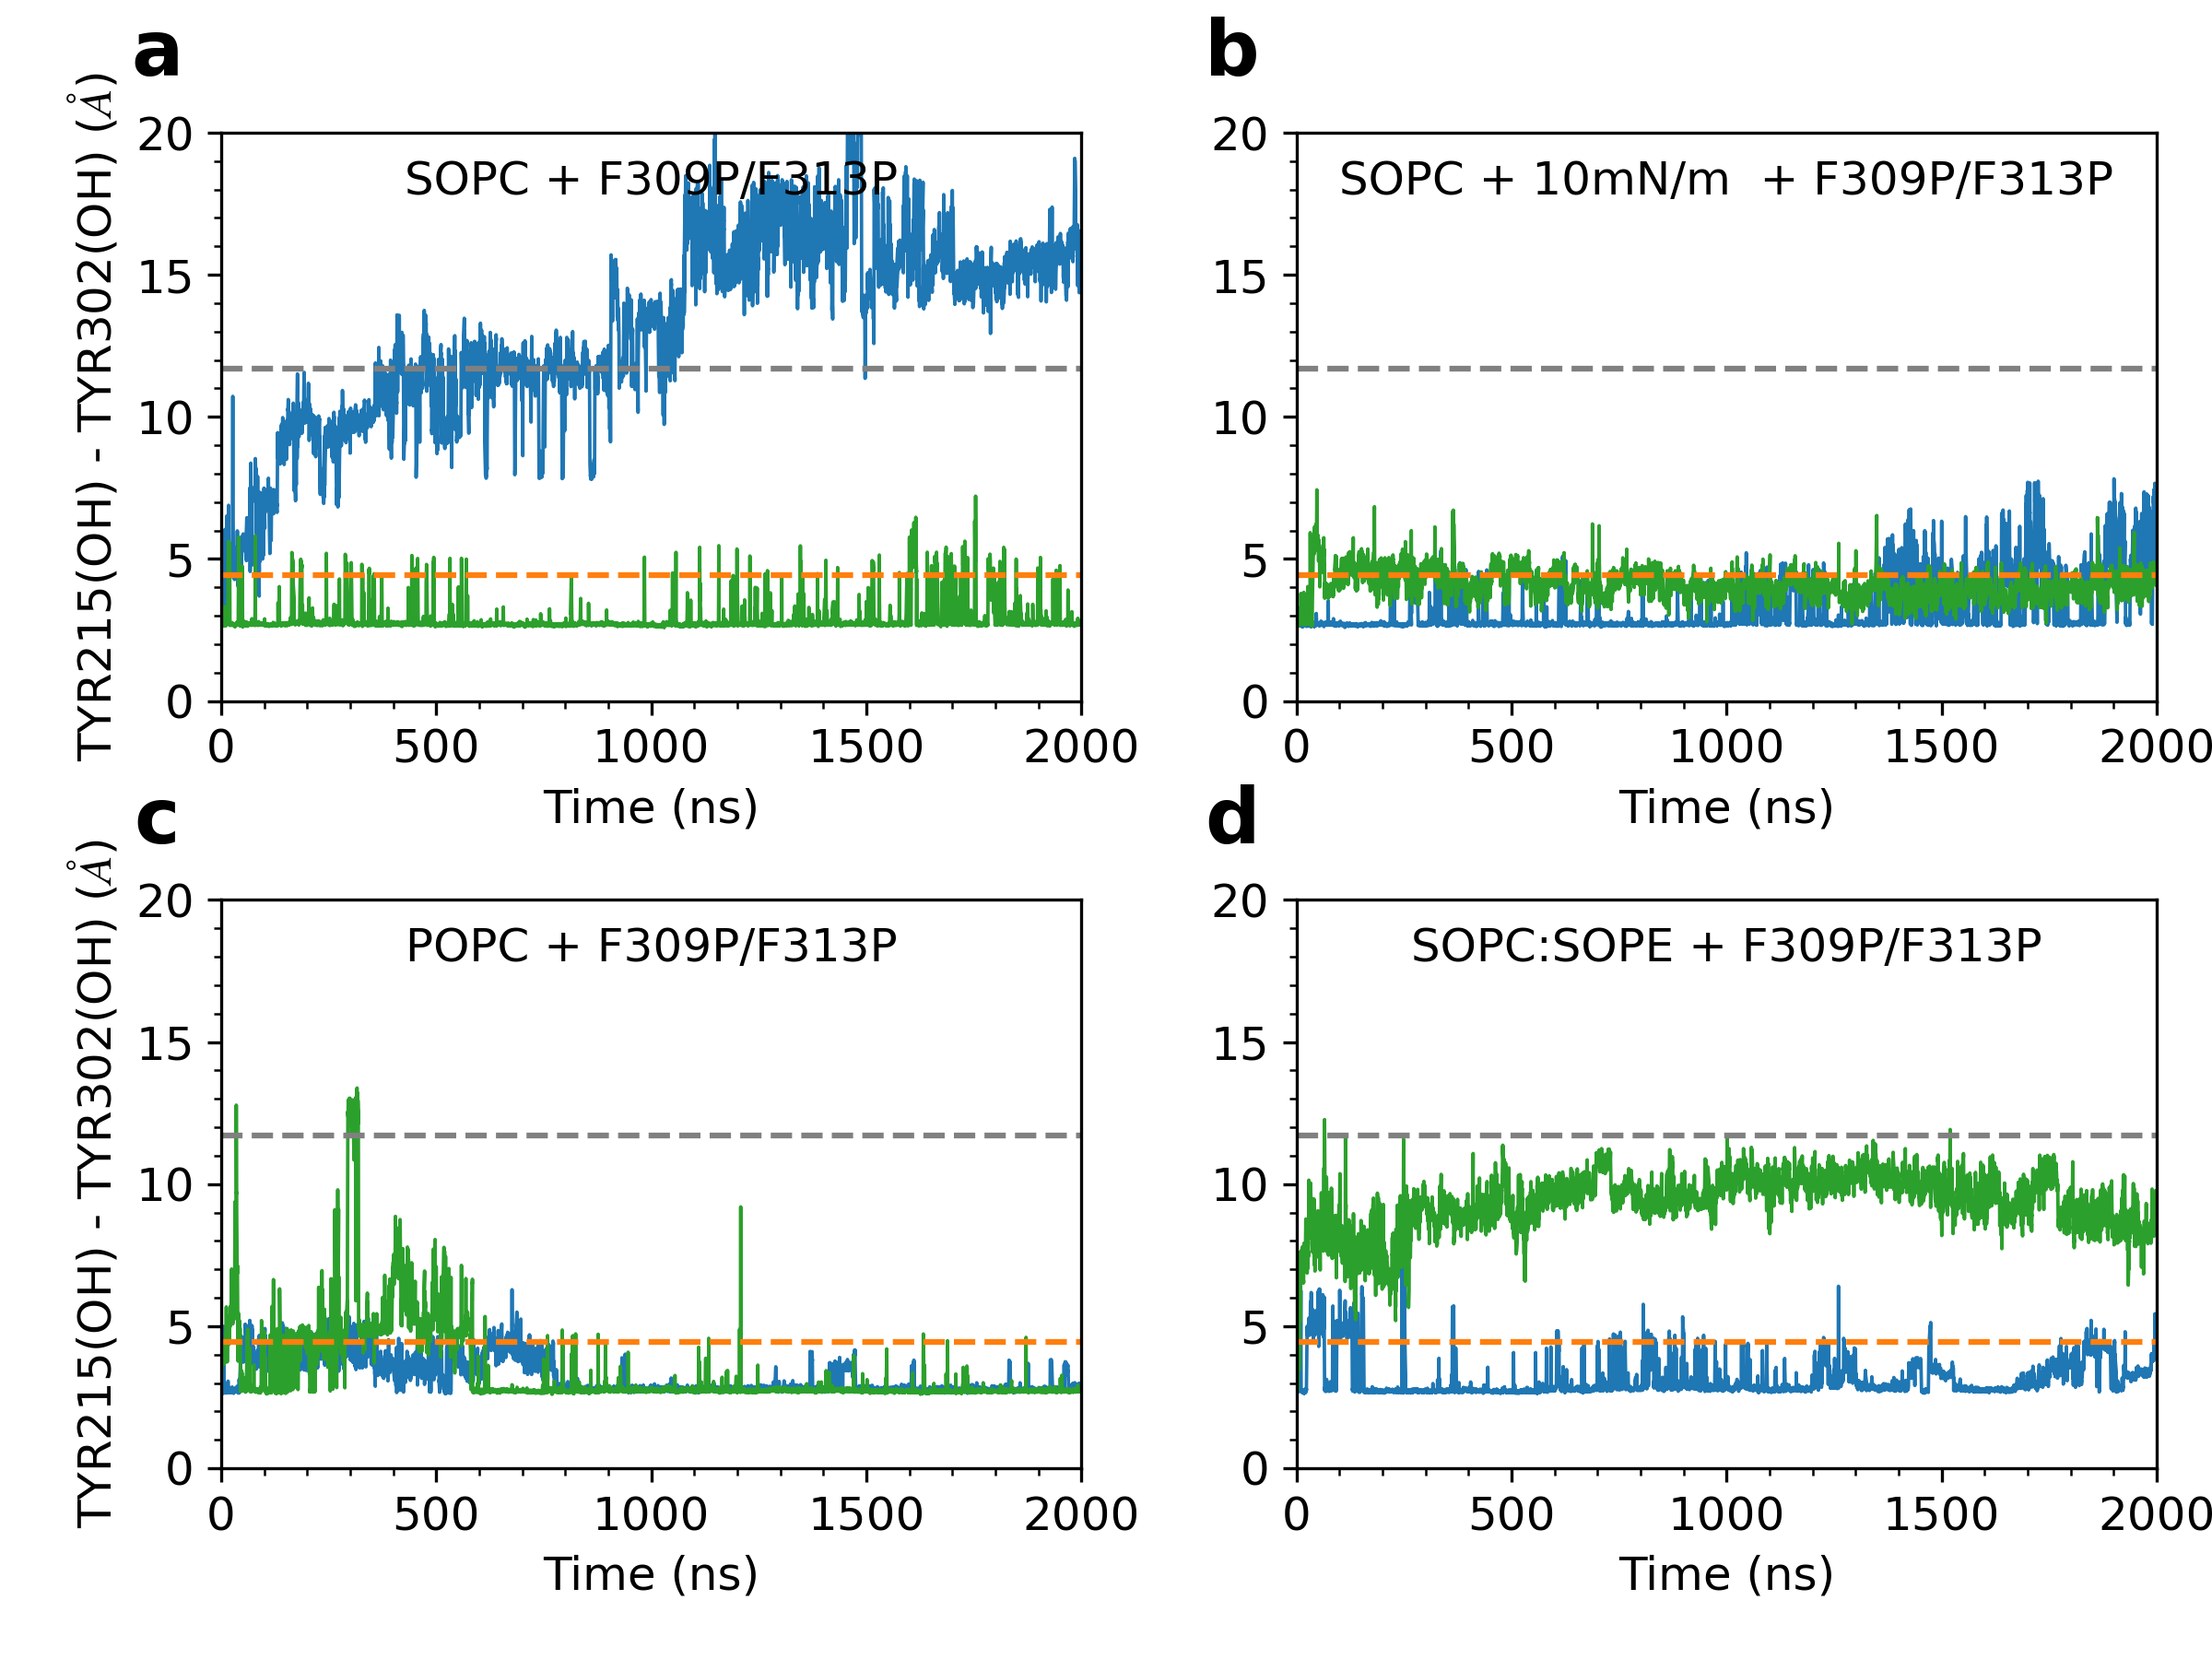 a
b
TYR215(OH) - TYR302(OH) (Å)
20
15
10
5
0
SOPC + F309P/F313P
0 500 1000 1500 2000
Time (ns)
20
15
10
5
0
SOPC + 10mN/m + F309P/F313P
0 500 1000 1500 2000
Time (ns)
c
d
TYR215(OH) - TYR302(OH) (Å)
20
15
10
5
0
POPC + F309P/F313P
0 500 1000 1500 2000
Time (ns)
20
15
10
5
0
SOPC:SOPE + F309P/F313P
0 500 1000 1500 2000
Time (ns)